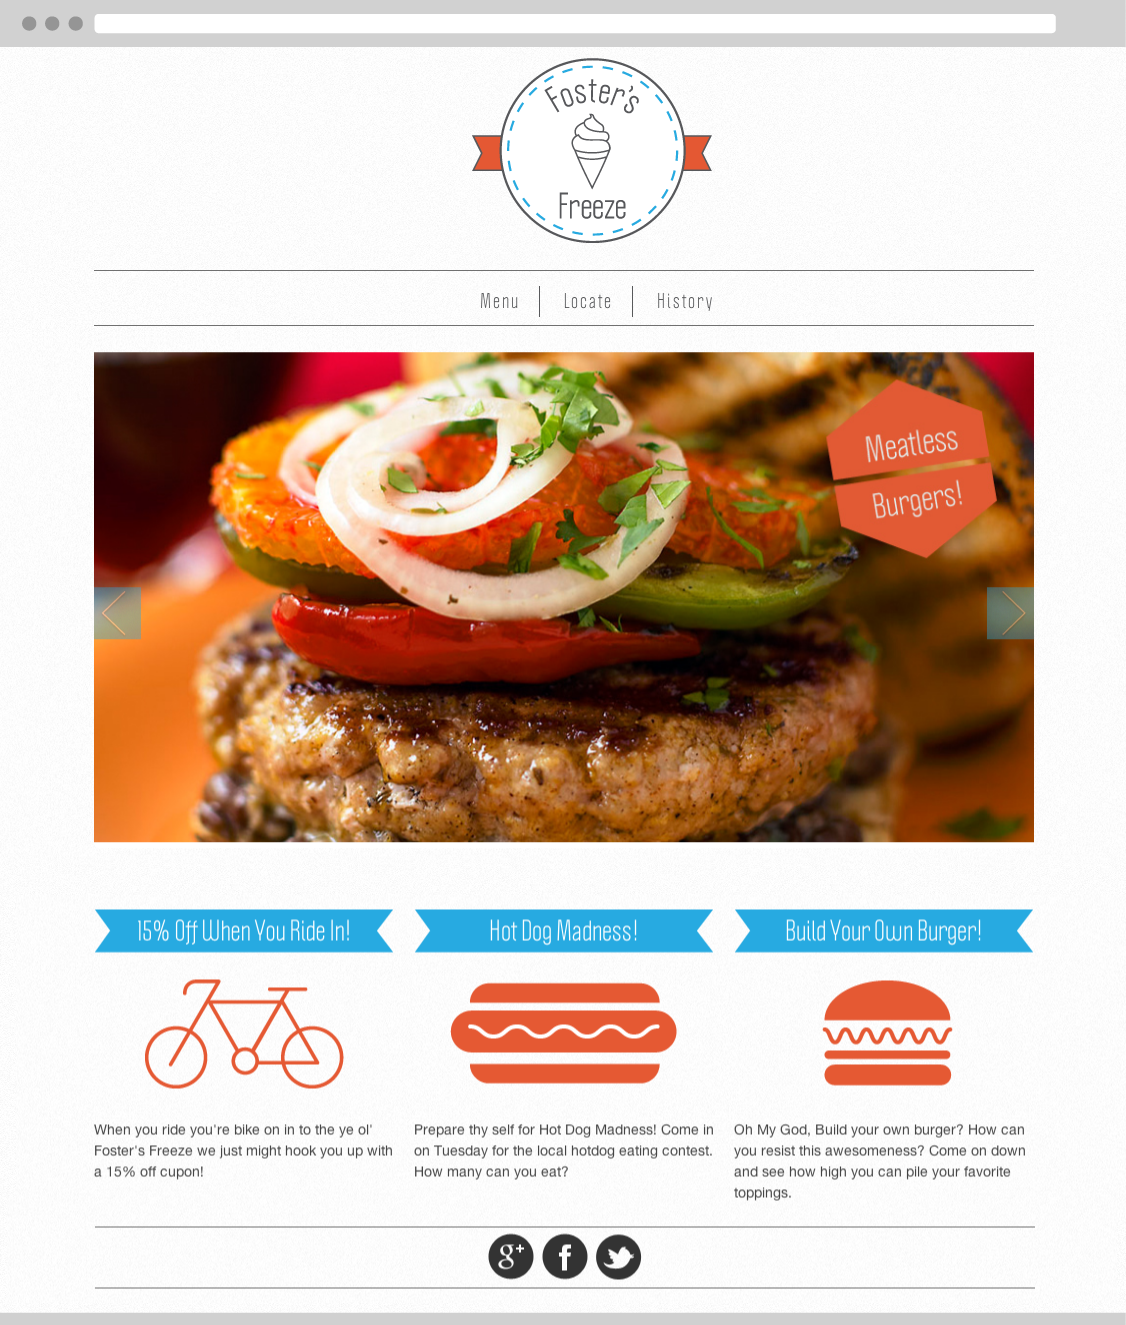 Foster's
Freeze
Menu Locate History
Meatless
Burgers!
15% Off When You Ride In! Hot Dog Madness! Build Your Own Burger!
When you ride you're bike on in to the ye ol'
Foster's Freeze we just might hook you up with
a 15% off cupon!
Prepare thy self for Hot Dog Madness! Come in
on Tuesday for the local hotdog eating contest.
How many can you eat?
Oh My God, Build your own burger? How can
you resist this awesomeness? Come on down
and see how high you can pile your favorite
toppings.
g+ f